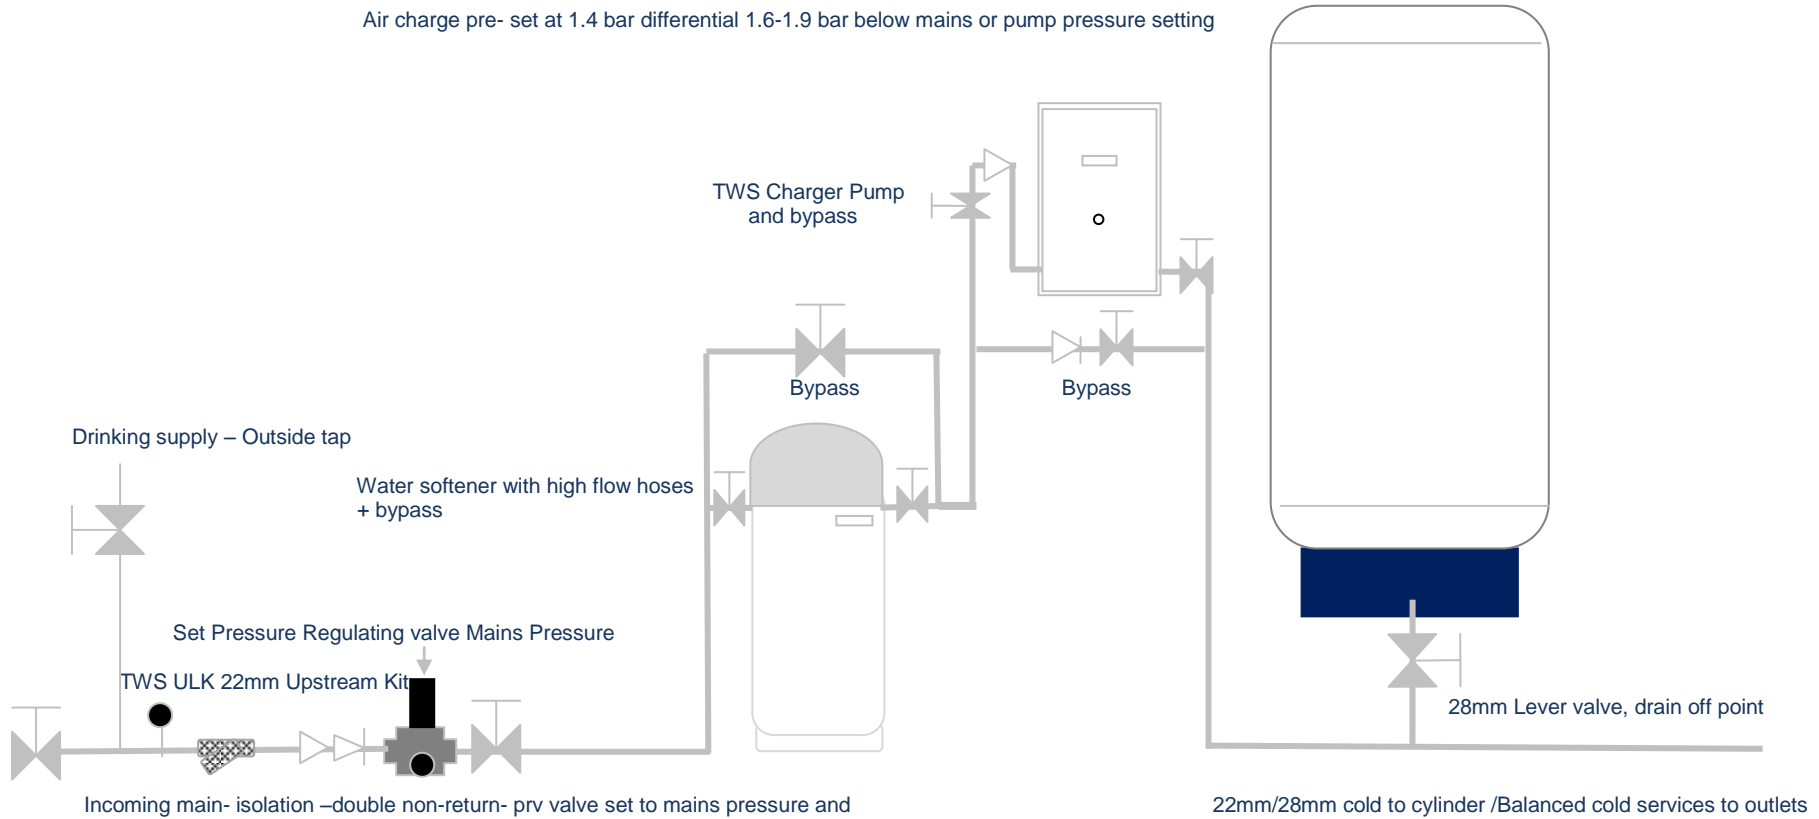 Air charge pre- set at 1.4 bar differential 1.6-1.9 bar below mains or pump pressure setting
TWS Charger Pump
and bypass
Bypass
Bypass
Drinking supply – Outside tap
Water softener with high flow hoses
+ bypass
Set Pressure Regulating valve Mains Pressure
TWS ULK 22mm Upstream Kit
28mm Lever valve, drain off point
Incoming main- isolation –double non-return- prv valve set to mains pressure and
22mm/28mm cold to cylinder /Balanced cold services to outlets